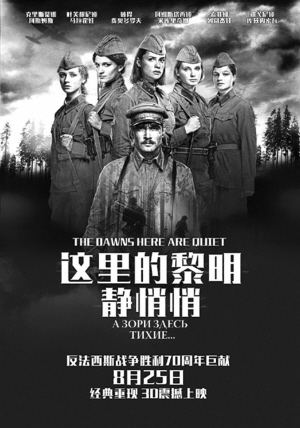 THE DAWNS HERE ARE QUIET
这里的黎明
静悄悄
А ЗОРИ ЗДЕСЬ
ТИХИЕ...
反法西斯战争胜利70周年巨献
8月25日
经典重现 3D震撼上映